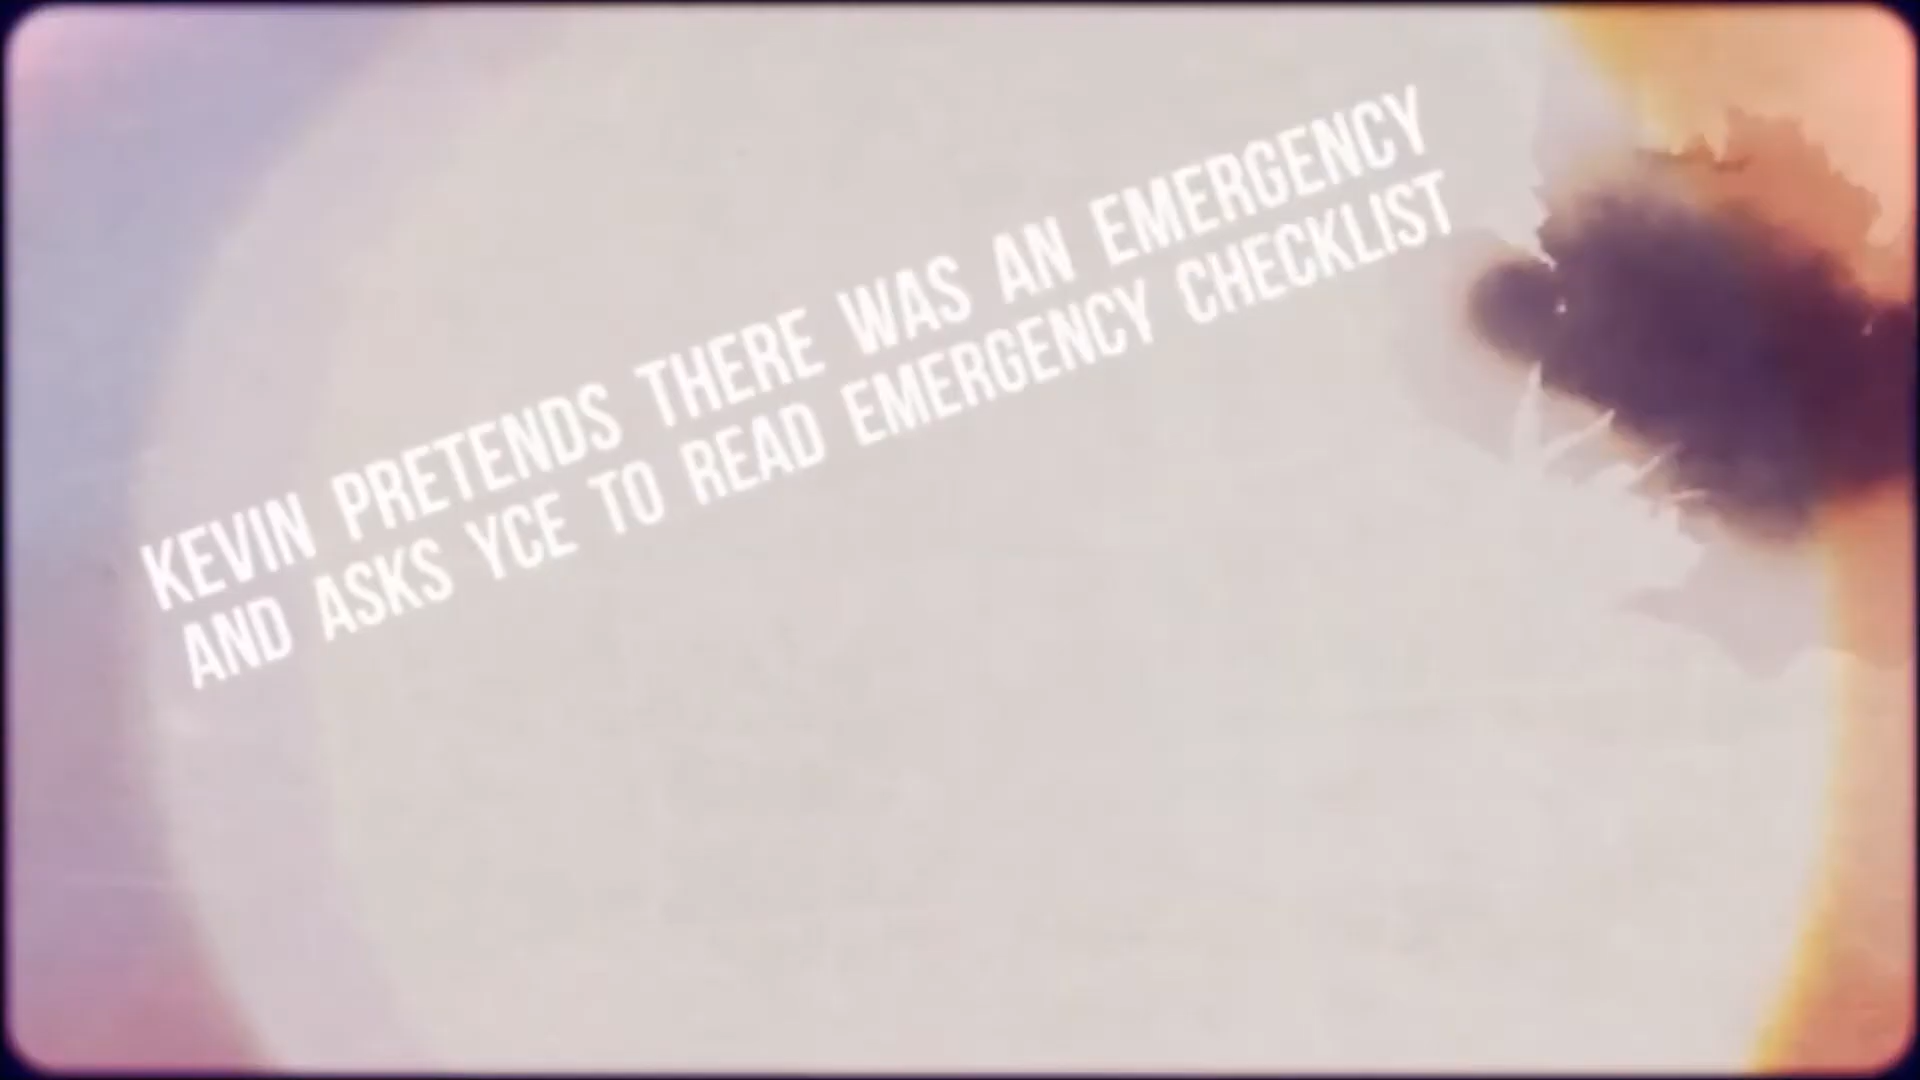 KEVIN PRETENDS THERE WAS AN EMERGENCY
AND ASKS YCE TO READ EMERGENCY CHECKLIST